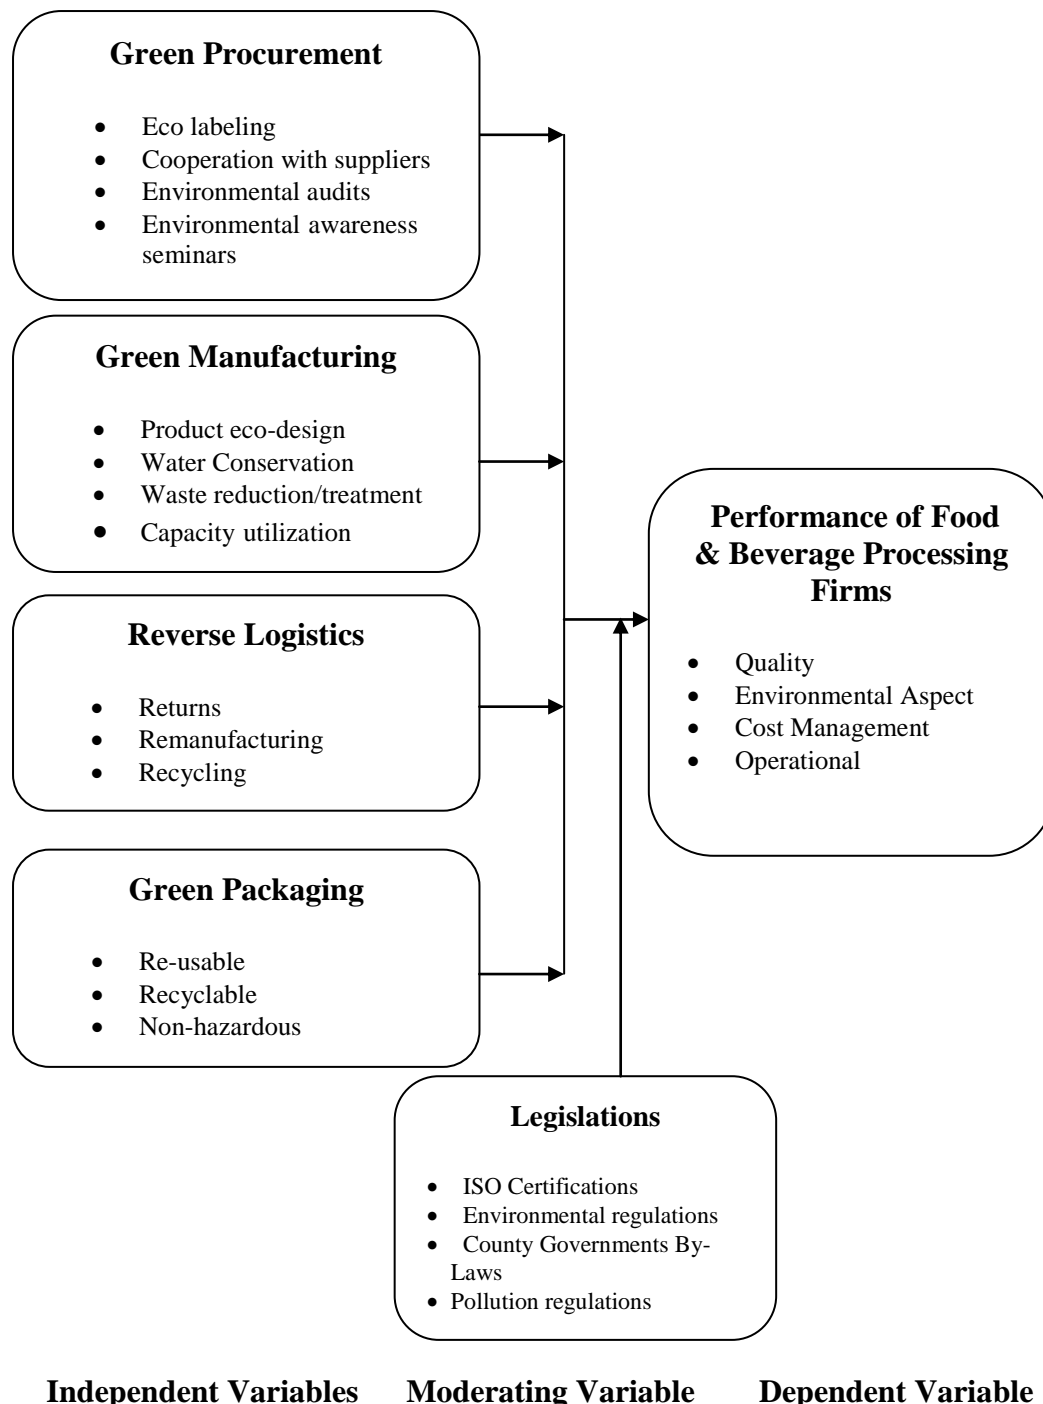 Green Procurement
• Eco labeling
• Cooperation with suppliers
• Environmental audits
• Environmental awareness
seminars
Green Manufacturing
• Product eco-design
• Water Conservation
• Waste reduction/treatment
• Capacity utilization
Reverse Logistics
• Returns
• Remanufacturing
• Recycling
Green Packaging
• Re-usable
• Recyclable
• Non-hazardous
Performance of Food
& Beverage Processing
Firms
• Quality
• Environmental Aspect
• Cost Management
• Operational
Legislations
• ISO Certifications
• Environmental regulations
• County Governments By-
Laws
• Pollution regulations
Independent Variables Moderating Variable Dependent Variable